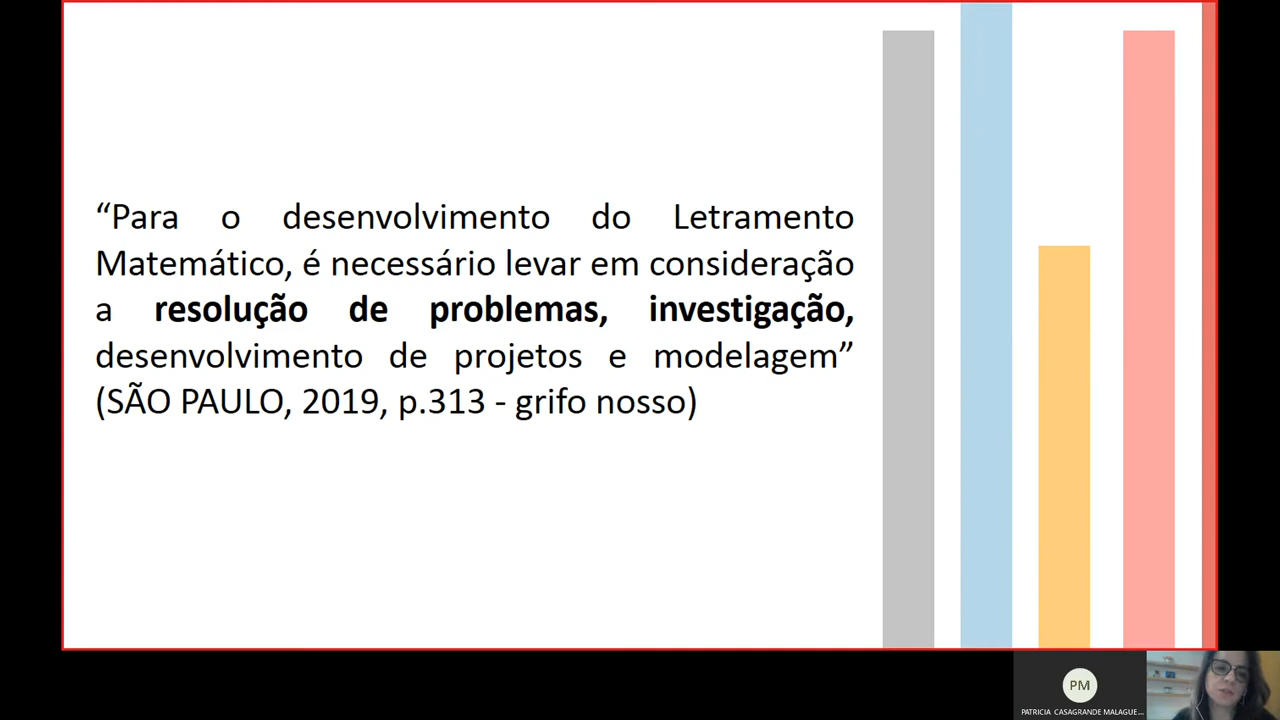 “Para o desenvolvimento do Letramento
Matemático, é necessário levar em consideração
a resolução de problemas, investigação,
desenvolvimento de projetos e modelagem”
(SÃO PAULO, 2019, p.313 - grifo nosso)
PM
PATRICIA CASAGRANDE MALAGUE...